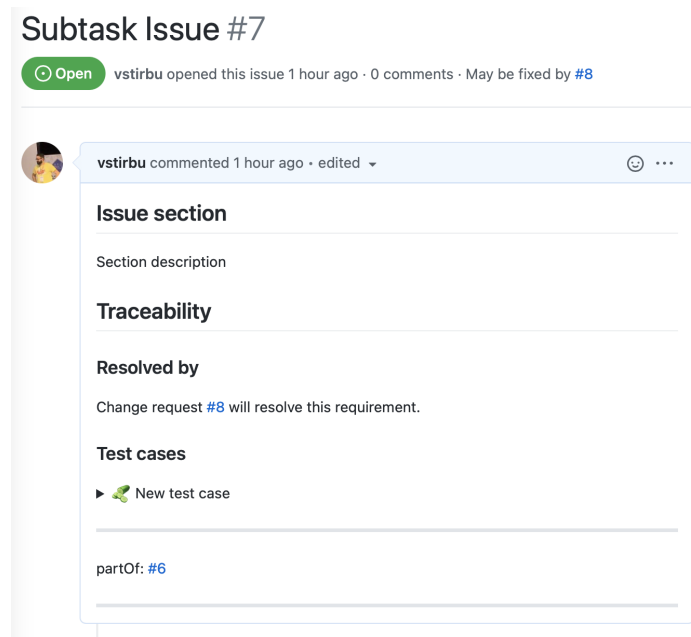 Subtask Issue #7
Open vstirbu opened this issue 1 hour ago · 0 comments · May be fixed by #8
vstirbu commented 1 hour ago • edited
Issue section
Section description
Traceability
Resolved by
Change request #8 will resolve this requirement.
Test cases
New test case
partOf: #6